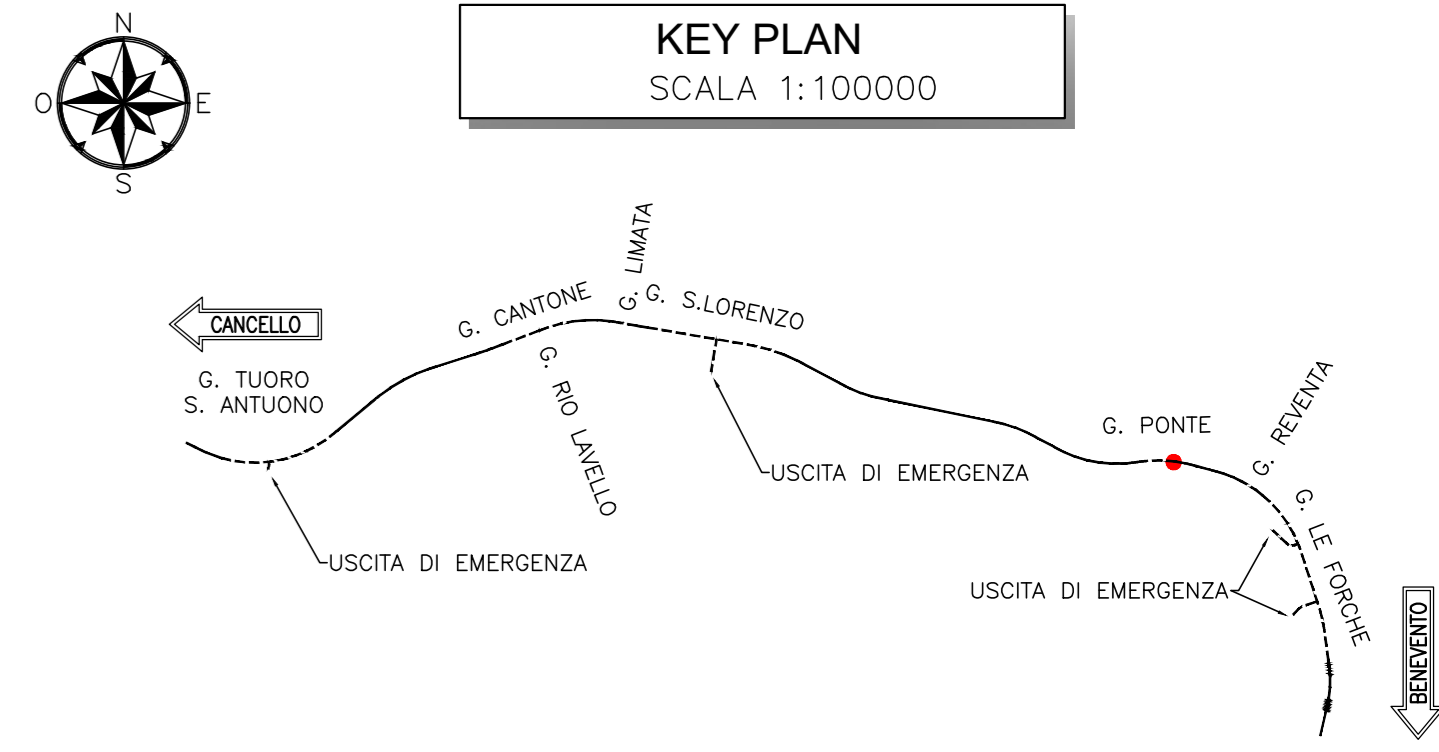 N
O
E
S
KEY PLAN
SCALA 1:100000
CANCELLO
G. TUORO
S. ANTUONO
G. CANTONE
G. LIMATA
G. S.LORENZO
G. RIO LAVELLO
USCITA DI EMERGENZA
USCITA DI EMERGENZA
G. PONTE
G. REVENTA
G. LE FORCHE
USCITA DI EMERGENZA
BENEVENTO